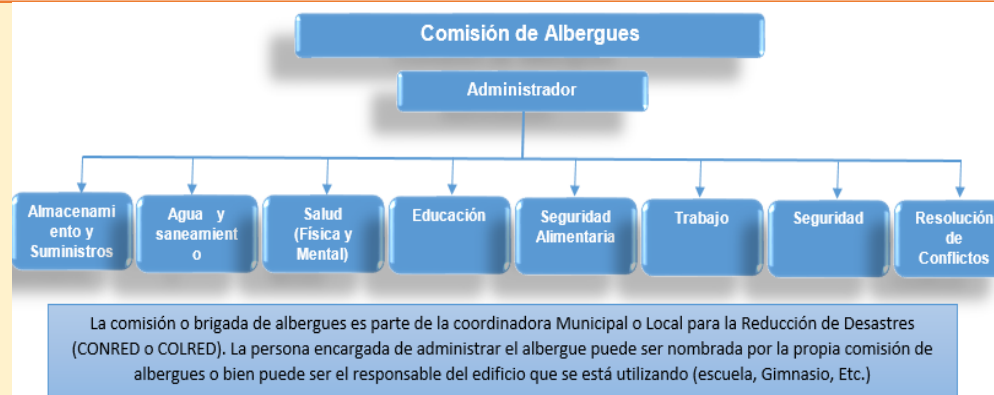 Comisión de Albergues
Administrador
Almacenami
ento y
Suministros
Agua y
saneamient
o
Salud
(Física y
Mental)
Educación
Seguridad
Alimentaria
Trabajo
Seguridad
Resolución
de
Conflictos
La comisión o brigada de albergues es parte de la coordinadora Municipal o Local para la Reducción de Desastres
(CONRED o COLRED). La persona encargada de administrar el albergue puede ser nombrada por la propia comisión de
albergues o bien puede ser el responsable del edificio que se está utilizando (escuela, Gimnasio, Etc.)